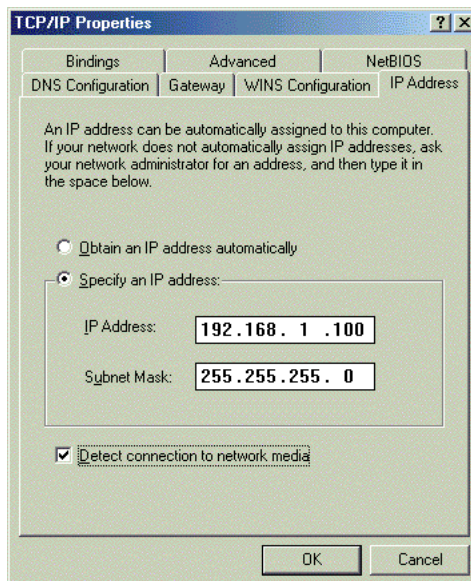 TCP/IP Properties
Bindings Advanced NetBIOS
DNS Configuration Gateway WINS Configuration IP Address
An IP address can be automatically assigned to this computer.
If your network does not automatically assign IP addresses, ask
your network administrator for an address, and then type it in
the space below.
Obtain an IP address automatically
Specify an IP address:
IP Address: 192.168. 1 .100
Subnet Mask: 255.255.255. 0
Detect connection to network media
OK Cancel